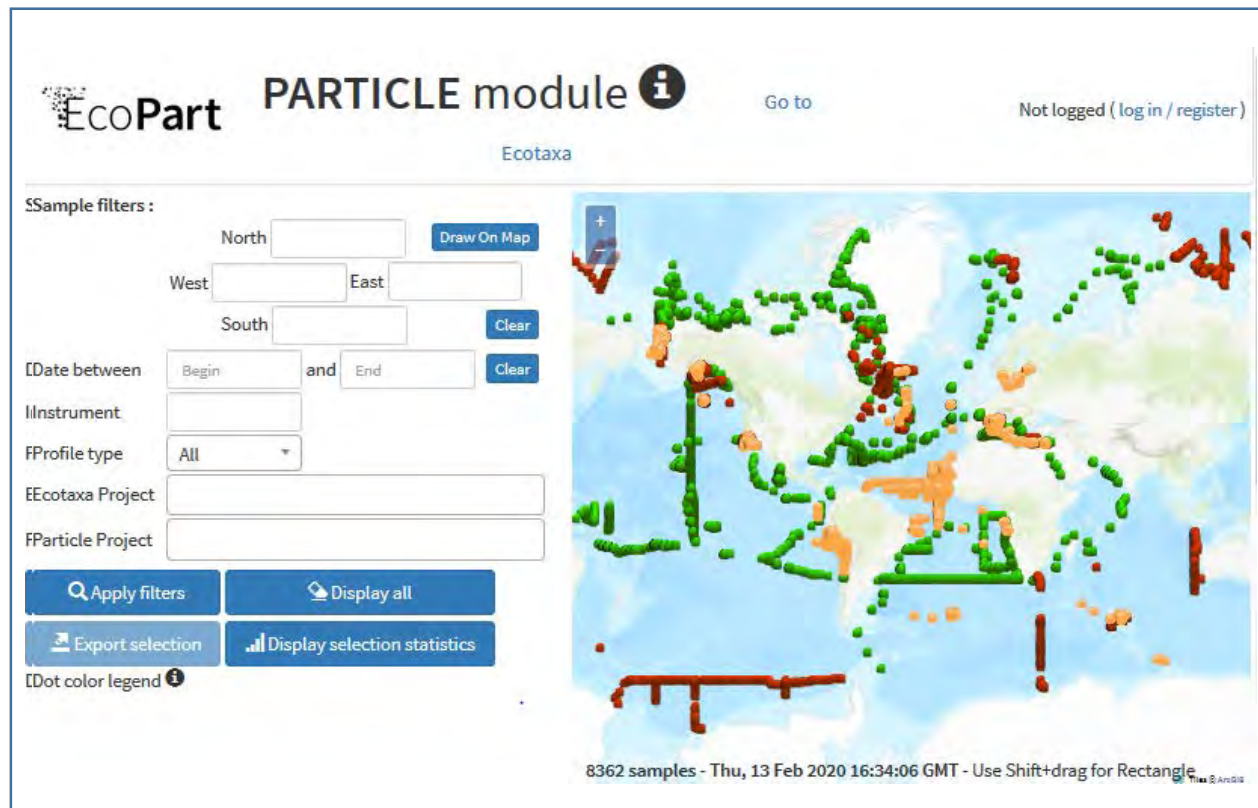 EcoPart
PARTICLE module
Go to
Not logged ( log in / register )
Ecotaxa
Sample filters :
North
Draw On Map
West
East
South
Clear
Date between
Begin
and
End
Clear
Instrument
Profile type
All
Ecotaxa Project
Particle Project
Apply filters
Display all
Export selection
Display selection statistics
Dot color legend
+
−
8362 samples - Thu, 13 Feb 2020 16:34:06 GMT - Use Shift+drag for Rectangle
Tiles © ArcGIS